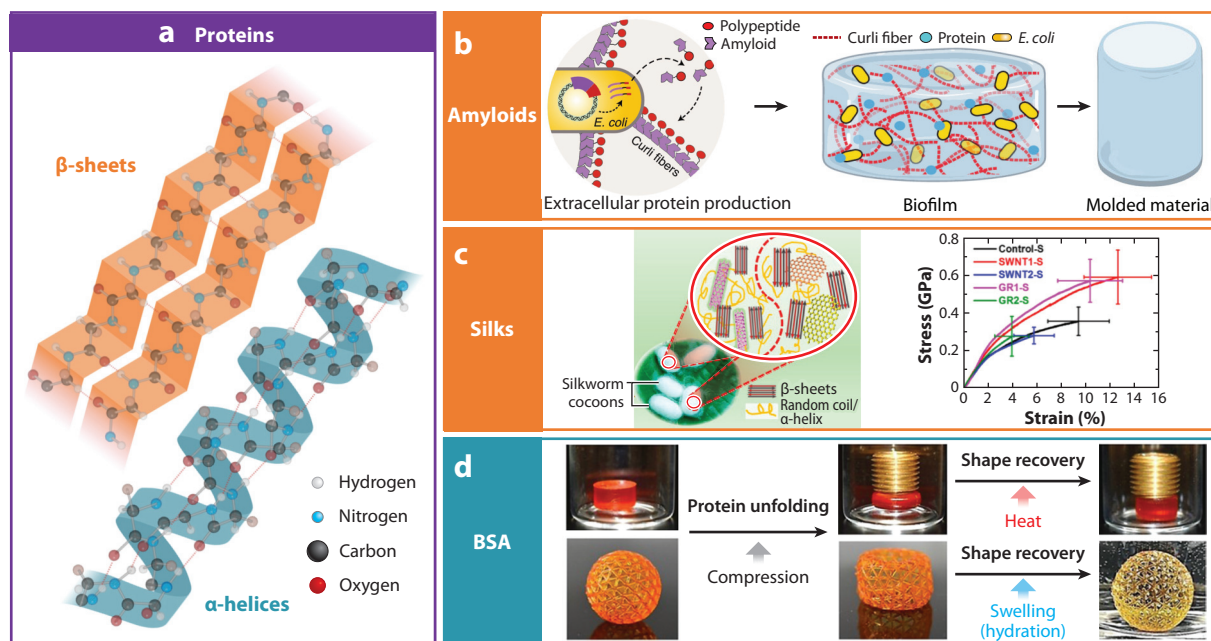 a Proteins
β-sheets
Hydrogen
Nitrogen
Carbon
Oxygen
α-helices
b
Amyloids
Polypeptide
Amyloid
E. coli
Curli fibers
Extracellular protein production
Curli fiber Protein E. coli
Biofilm
Molded material
c
Silks
Silkworm
cocoons
β-sheets
Random coil/
α-helix
Stress (GPa)
0.8
0.6
0.4
0.2
0
Control-S
SWNT1-S
SWNT2-S
GR1-S
GR2-S
0 2 4 6 8 10 12 14 16
Strain (%)
d
BSA
Protein unfolding
Compression
Shape recovery
Heat
Shape recovery
Swelling
(hydration)